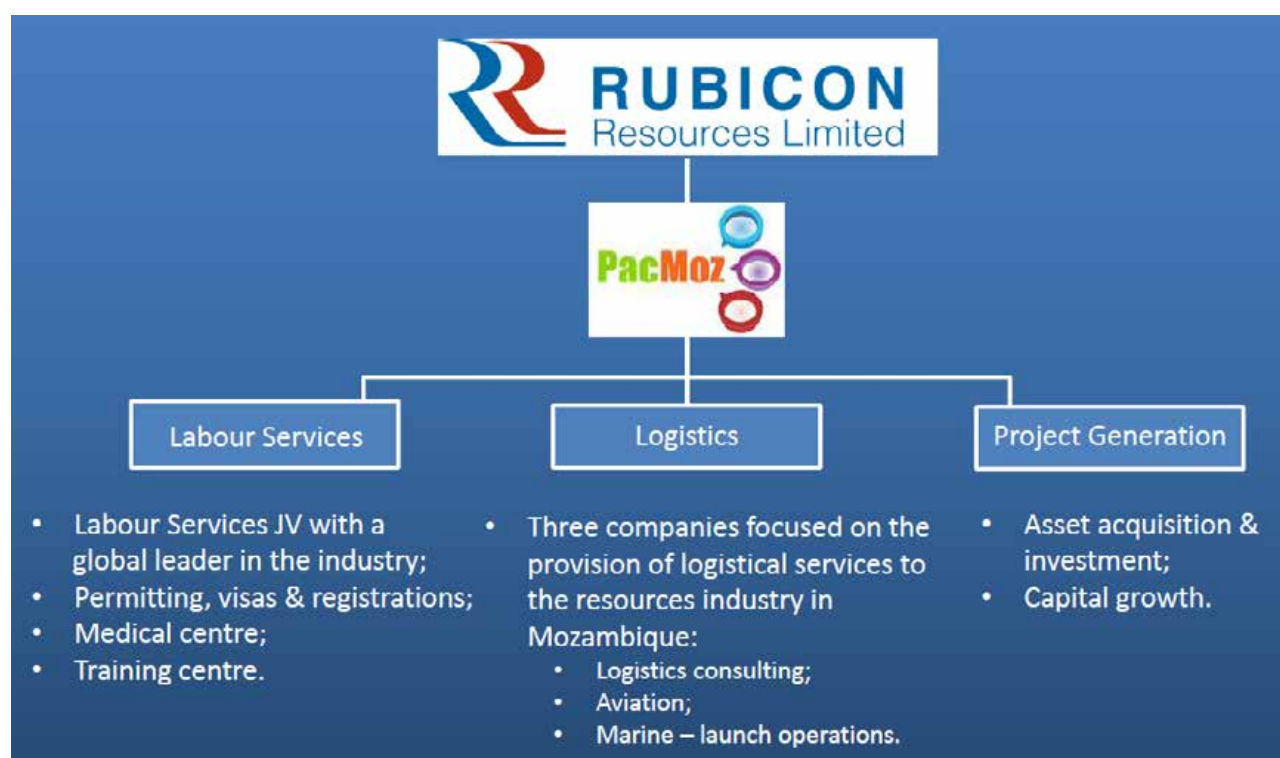 RUBICON
Resources Limited
PacMoz
Labour Services
Logistics
Project Generation
• Labour Services JV with a
global leader in the industry;
• Permitting, visas & registrations;
• Medical centre;
• Training centre.
• Three companies focused on the
provision of logistical services to
the resources industry in
Mozambique:
• Logistics consulting;
• Aviation;
• Marine – launch operations.
• Asset acquisition &
investment;
• Capital growth.